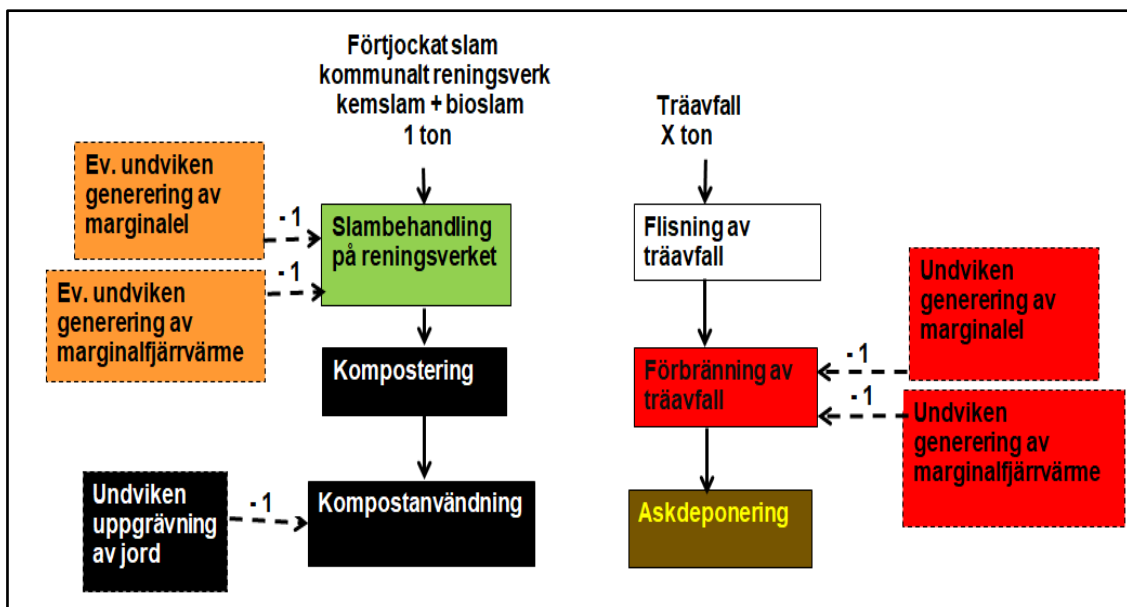 Förtjockat slam
kommunalt reningsverk
kemslam + bioslam
1 ton
Träavfall
X ton
Ev. undviken
generering av
marginalel
- 1
Slambehandling
på reningsverket
Ev. undviken
generering av
marginalfjärrvärme
- 1
Kompostering
Undviken
uppgrävning
av jord
- 1
Kompostanvändning
Flisning av
träavfall
Undviken
generering av
marginalel
- 1
Förbränning av
träavfall
- 1
Undviken
generering av
marginalfjärrvärme
Askdeponering